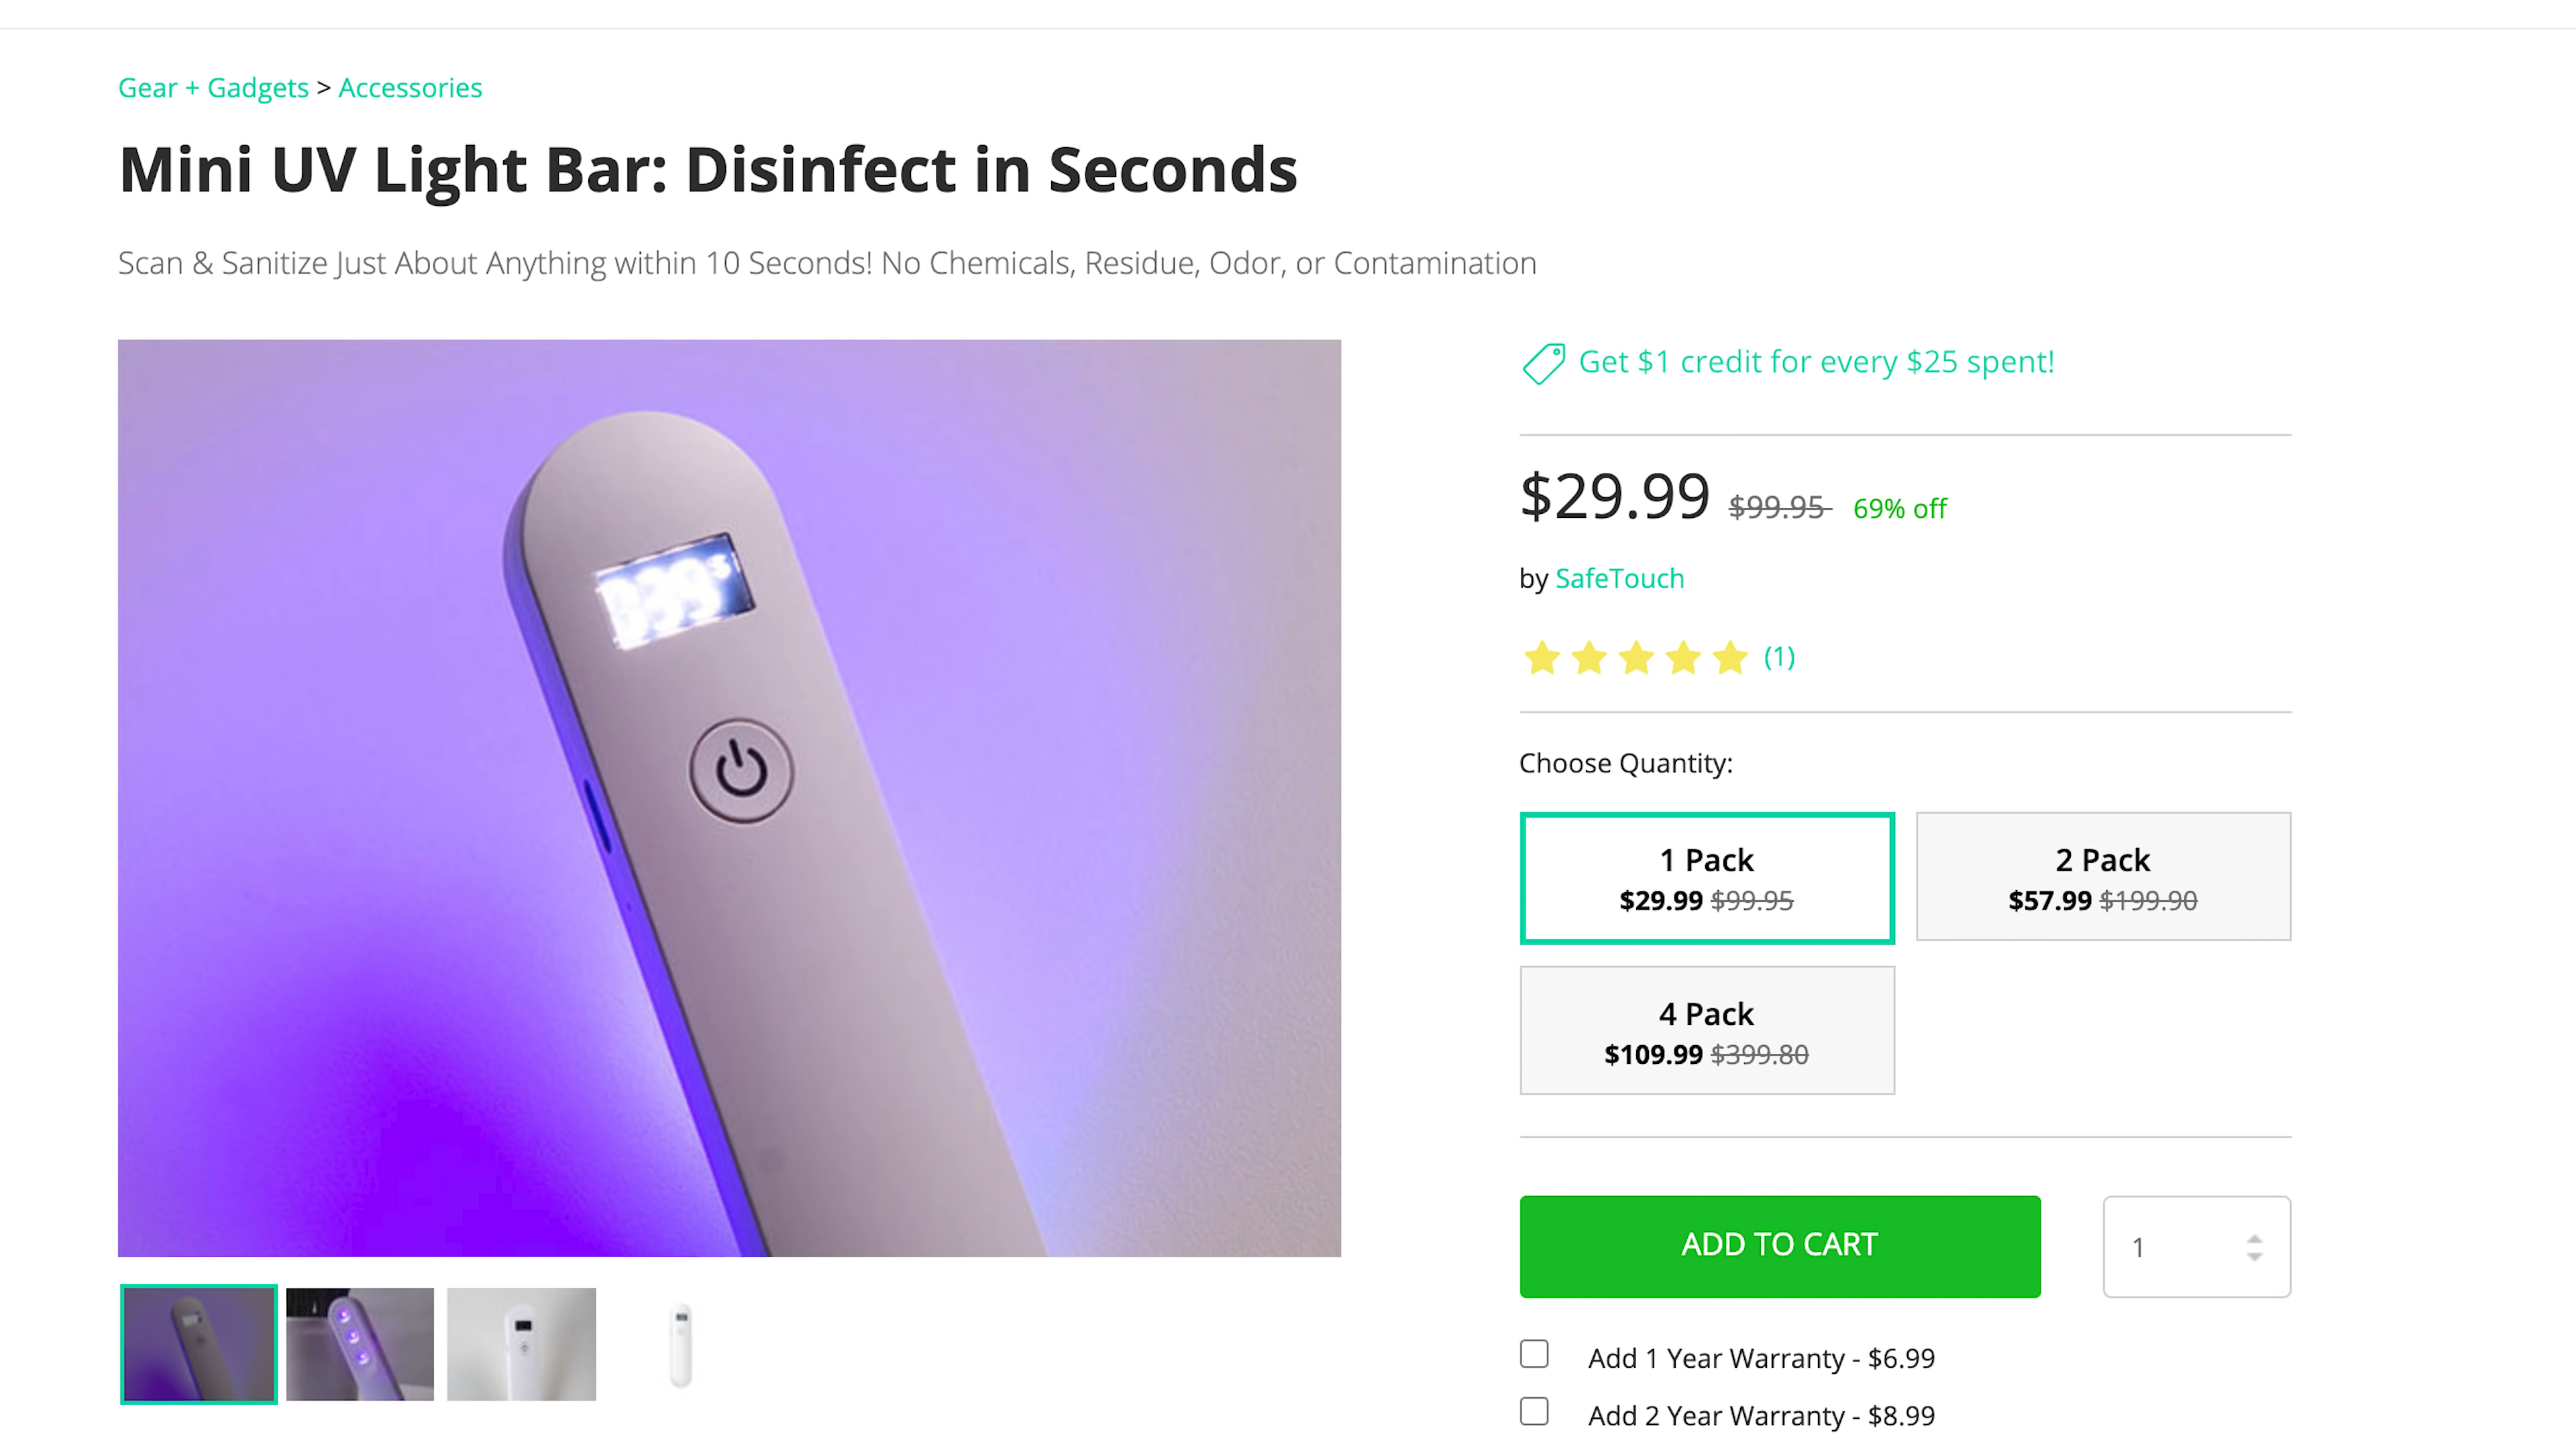 Gear + Gadgets > Accessories
Mini UV Light Bar: Disinfect in Seconds
Scan & Sanitize Just About Anything within 10 Seconds! No Chemicals, Residue, Odor, or Contamination
Get $1 credit for every $25 spent!
$29.99 $99.95 69% off
by SafeTouch
(1)
Choose Quantity:
1 Pack
$29.99 $99.95
2 Pack
$57.99 $199.90
4 Pack
$109.99 $399.80
ADD TO CART
1
Add 1 Year Warranty - $6.99
Add 2 Year Warranty - $8.99